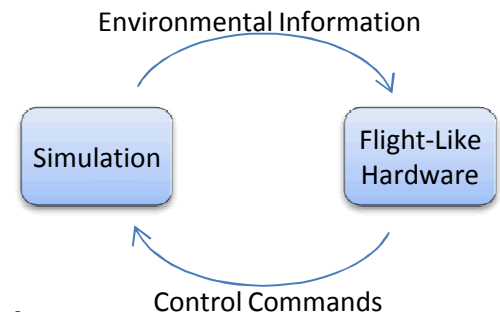 Environmental Information
Simulation
Flight-Like
Hardware
Control Commands